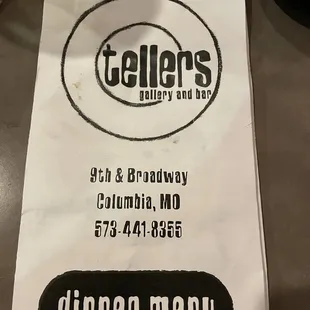 tellers
gallery and bar
9th & Broadway
Columbia, MO
573-441-8355
dinner menu